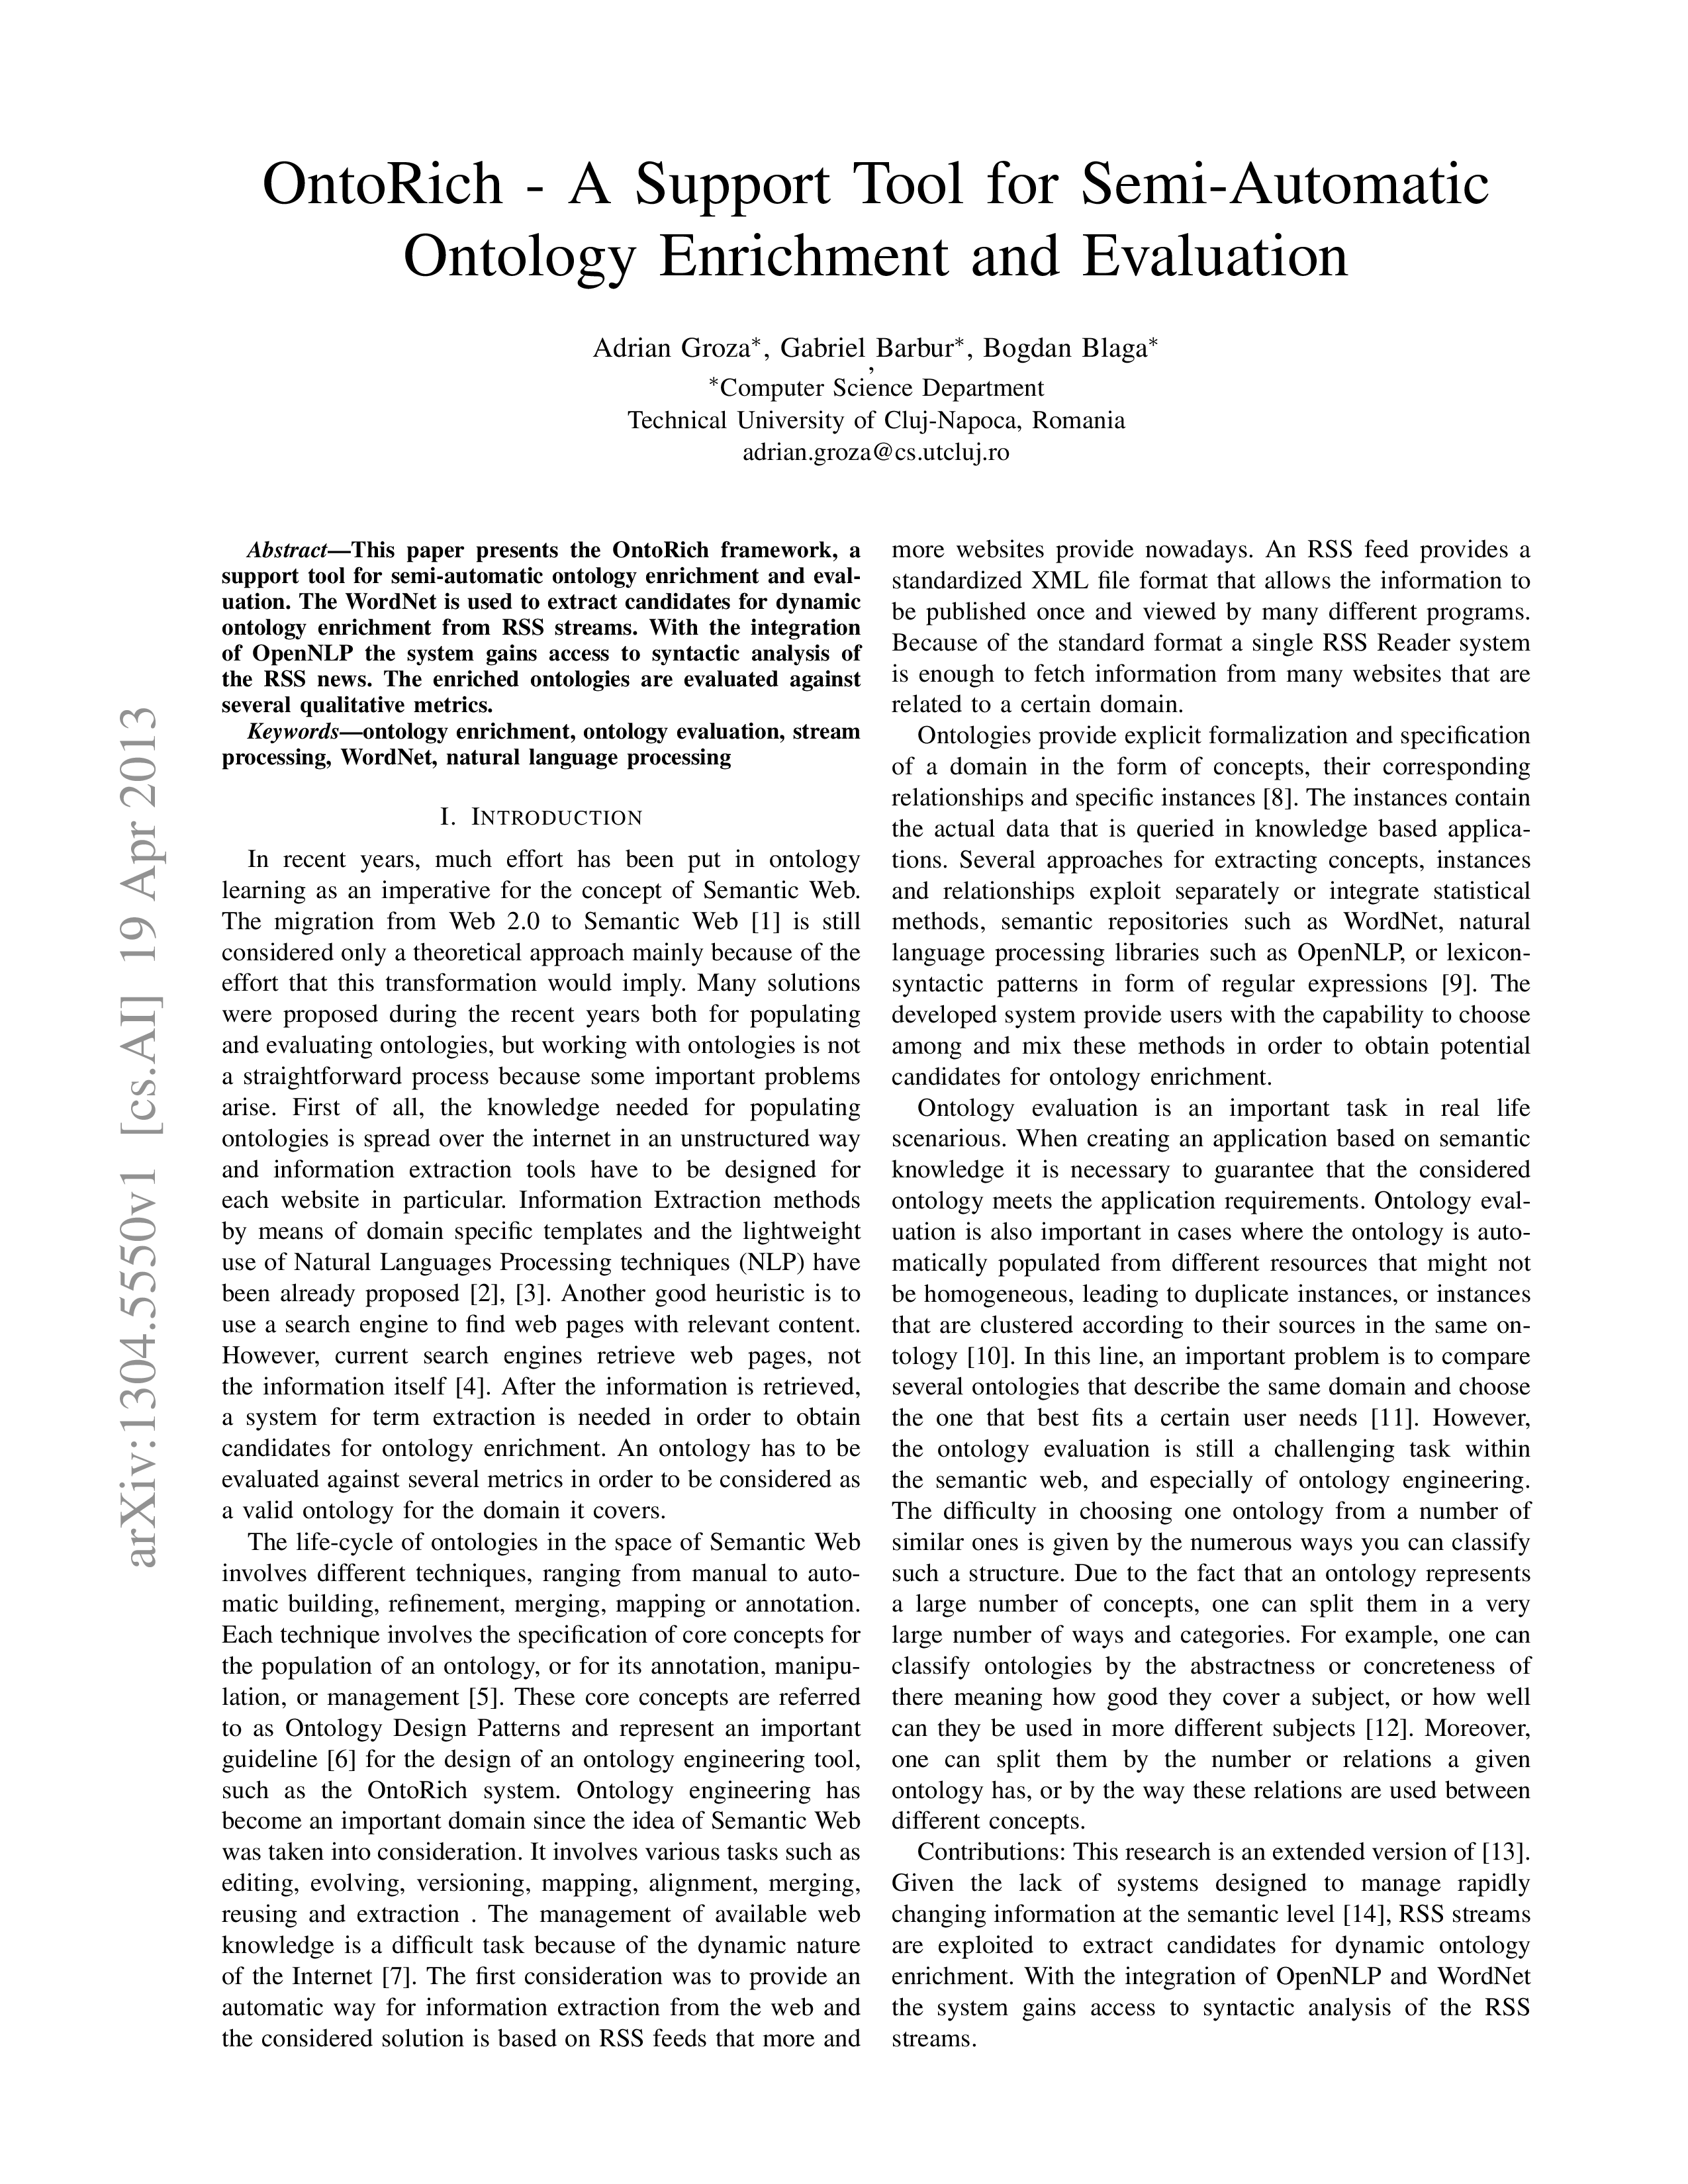 OntoRich - A Support Tool for Semi-Automatic
Ontology Enrichment and Evaluation
Adrian Groza*, Gabriel Barbur*, Bogdan Blaga*
,
*Computer Science Department
Technical University of Cluj-Napoca, Romania
adrian.groza@cs.utcluj.ro
arXiv:1304.5550v1 [cs.AI] 19 Apr 2013
Abstract—This paper presents the OntoRich framework, a
support tool for semi-automatic ontology enrichment and eval-
uation. The WordNet is used to extract candidates for dynamic
ontology enrichment from RSS streams. With the integration
of OpenNLP the system gains access to syntactic analysis of
the RSS news. The enriched ontologies are evaluated against
several qualitative metrics.
Keywords—ontology enrichment, ontology evaluation, stream
processing, WordNet, natural language processing
I. INTRODUCTION
In recent years, much effort has been put in ontology
learning as an imperative for the concept of Semantic Web.
The migration from Web 2.0 to Semantic Web [1] is still
considered only a theoretical approach mainly because of the
effort that this transformation would imply. Many solutions
were proposed during the recent years both for populating
and evaluating ontologies, but working with ontologies is not
a straightforward process because some important problems
arise. First of all, the knowledge needed for populating
ontologies is spread over the internet in an unstructured way
and information extraction tools have to be designed for
each website in particular. Information Extraction methods
by means of domain specific templates and the lightweight
use of Natural Languages Processing techniques (NLP) have
been already proposed [2], [3]. Another good heuristic is to
use a search engine to find web pages with relevant content.
However, current search engines retrieve web pages, not
the information itself [4]. After the information is retrieved,
a system for term extraction is needed in order to obtain
candidates for ontology enrichment. An ontology has to be
evaluated against several metrics in order to be considered as
a valid ontology for the domain it covers.
The life-cycle of ontologies in the space of Semantic Web
involves different techniques, ranging from manual to auto-
matic building, refinement, merging, mapping or annotation.
Each technique involves the specification of core concepts for
the population of an ontology, or for its annotation, manipu-
lation, or management [5]. These core concepts are referred
to as Ontology Design Patterns and represent an important
guideline [6] for the design of an ontology engineering tool,
such as the OntoRich system. Ontology engineering has
become an important domain since the idea of Semantic Web
was taken into consideration. It involves various tasks such as
editing, evolving, versioning, mapping, alignment, merging,
reusing and extraction . The management of available web
knowledge is a difficult task because of the dynamic nature
of the Internet [7]. The first consideration was to provide an
automatic way for information extraction from the web and
the considered solution is based on RSS feeds that more and
more websites provide nowadays. An RSS feed provides a
standardized XML file format that allows the information to
be published once and viewed by many different programs.
Because of the standard format a single RSS Reader system
is enough to fetch information from many websites that are
related to a certain domain.
Ontologies provide explicit formalization and specification
of a domain in the form of concepts, their corresponding
relationships and specific instances [8]. The instances contain
the actual data that is queried in knowledge based applica-
tions. Several approaches for extracting concepts, instances
and relationships exploit separately or integrate statistical
methods, semantic repositories such as WordNet, natural
language processing libraries such as OpenNLP, or lexicon-
syntactic patterns in form of regular expressions [9]. The
developed system provide users with the capability to choose
among and mix these methods in order to obtain potential
candidates for ontology enrichment.
Ontology evaluation is an important task in real life
scenarious. When creating an application based on semantic
knowledge it is necessary to guarantee that the considered
ontology meets the application requirements. Ontology eval-
uation is also important in cases where the ontology is auto-
matically populated from different resources that might not
be homogeneous, leading to duplicate instances, or instances
that are clustered according to their sources in the same on-
tology [10]. In this line, an important problem is to compare
several ontologies that describe the same domain and choose
the one that best fits a certain user needs [11]. However,
the ontology evaluation is still a challenging task within
the semantic web, and especially of ontology engineering.
The difficulty in choosing one ontology from a number of
similar ones is given by the numerous ways you can classify
such a structure. Due to the fact that an ontology represents
a large number of concepts, one can split them in a very
large number of ways and categories. For example, one can
classify ontologies by the abstractness or concreteness of
there meaning how good they cover a subject, or how well
can they be used in more different subjects [12]. Moreover,
one can split them by the number or relations a given
ontology has, or by the way these relations are used between
different concepts.
Contributions: This research is an extended version of [13].
Given the lack of systems designed to manage rapidly
changing information at the semantic level [14], RSS streams
are exploited to extract candidates for dynamic ontology
enrichment. With the integration of OpenNLP and WordNet
the system gains access to syntactic analysis of the RSS
streams.